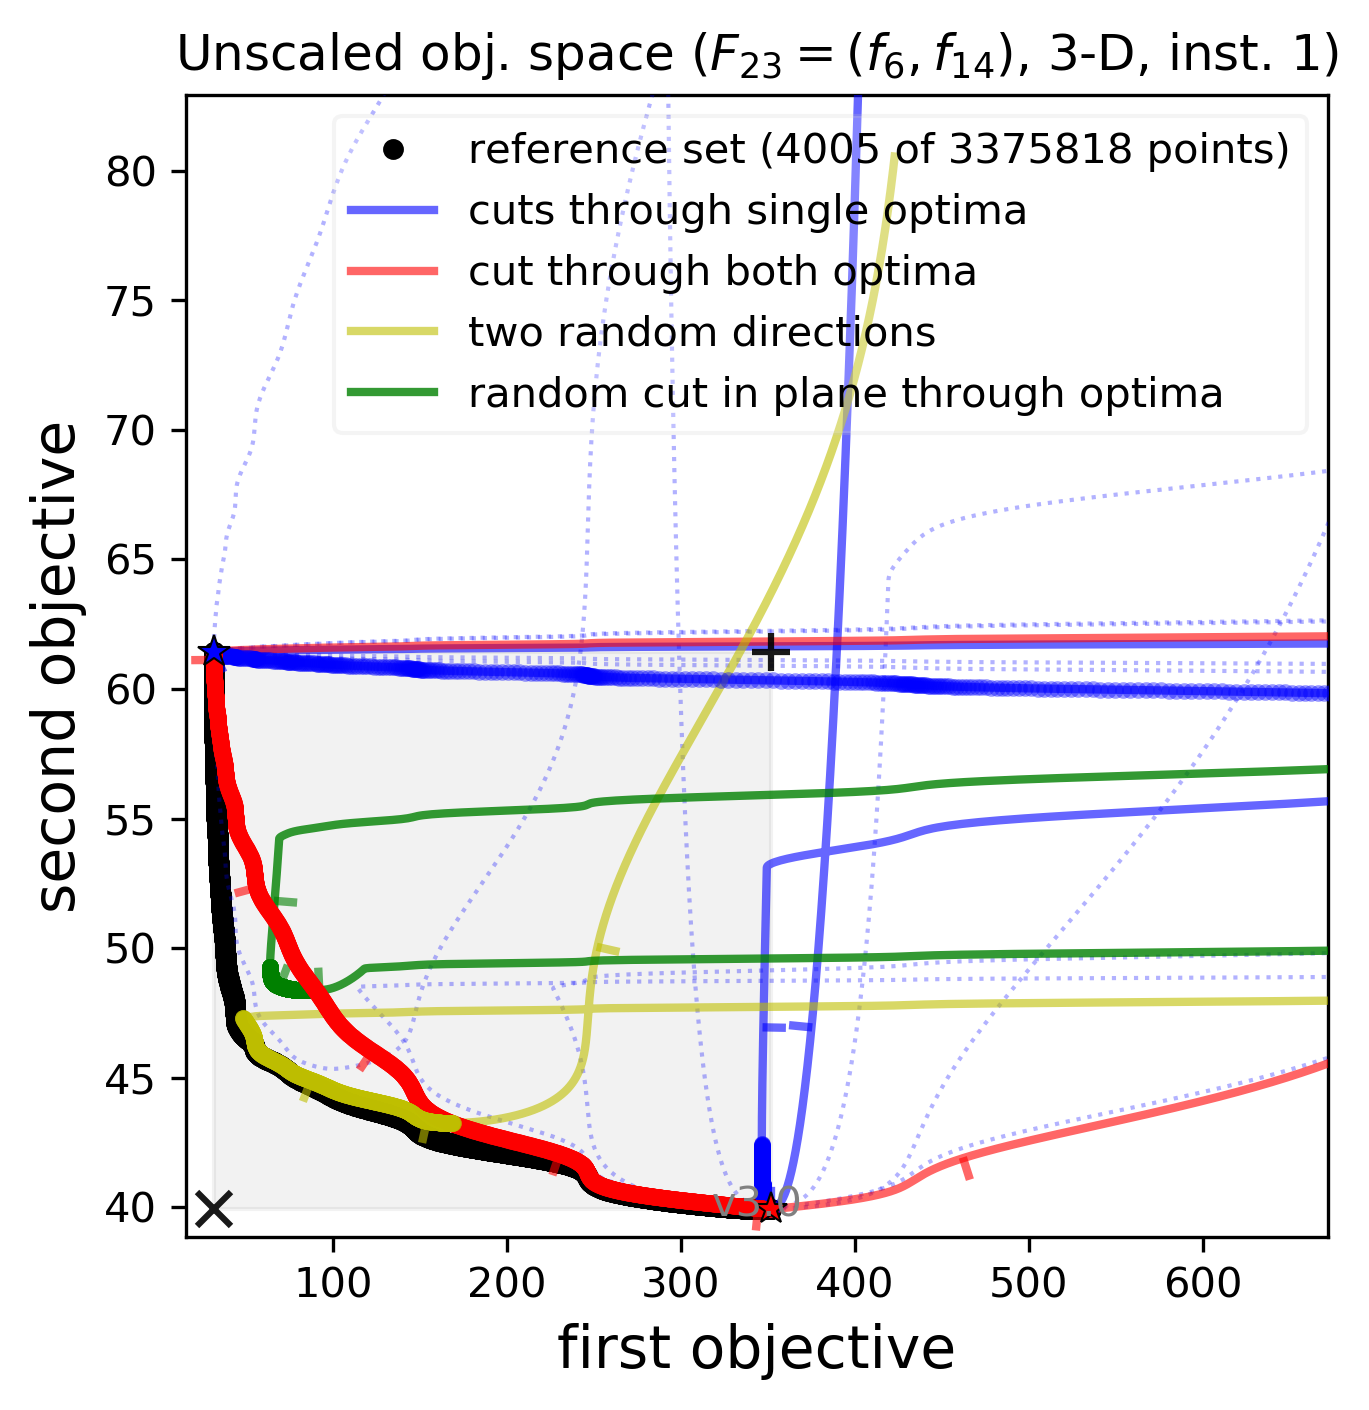 Unscaled obj. space (F23 = (f6, f14), 3-D, inst. 1)
reference set (4005 of 3375818 points)
cuts through single optima
cut through both optima
two random directions
random cut in plane through optima
second objective
80
75
70
65
60
55
50
45
40
100 200 300 400 500 600
first objective